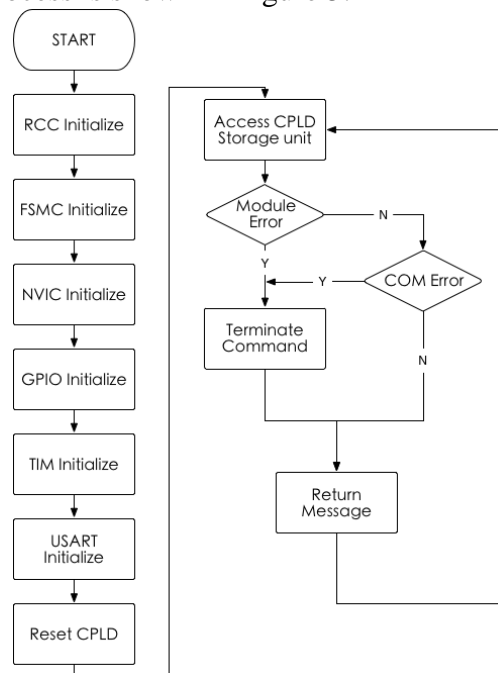 START
RCC Initialize
FSMC Initialize
NVIC Initialize
GPIO Initialize
TIM Initialize
USART
Initialize
Reset CPLD
Access CPLD
Storage unit
Module
Error
N
Y
COM Error
Y
Terminate
Command
N
Return
Message